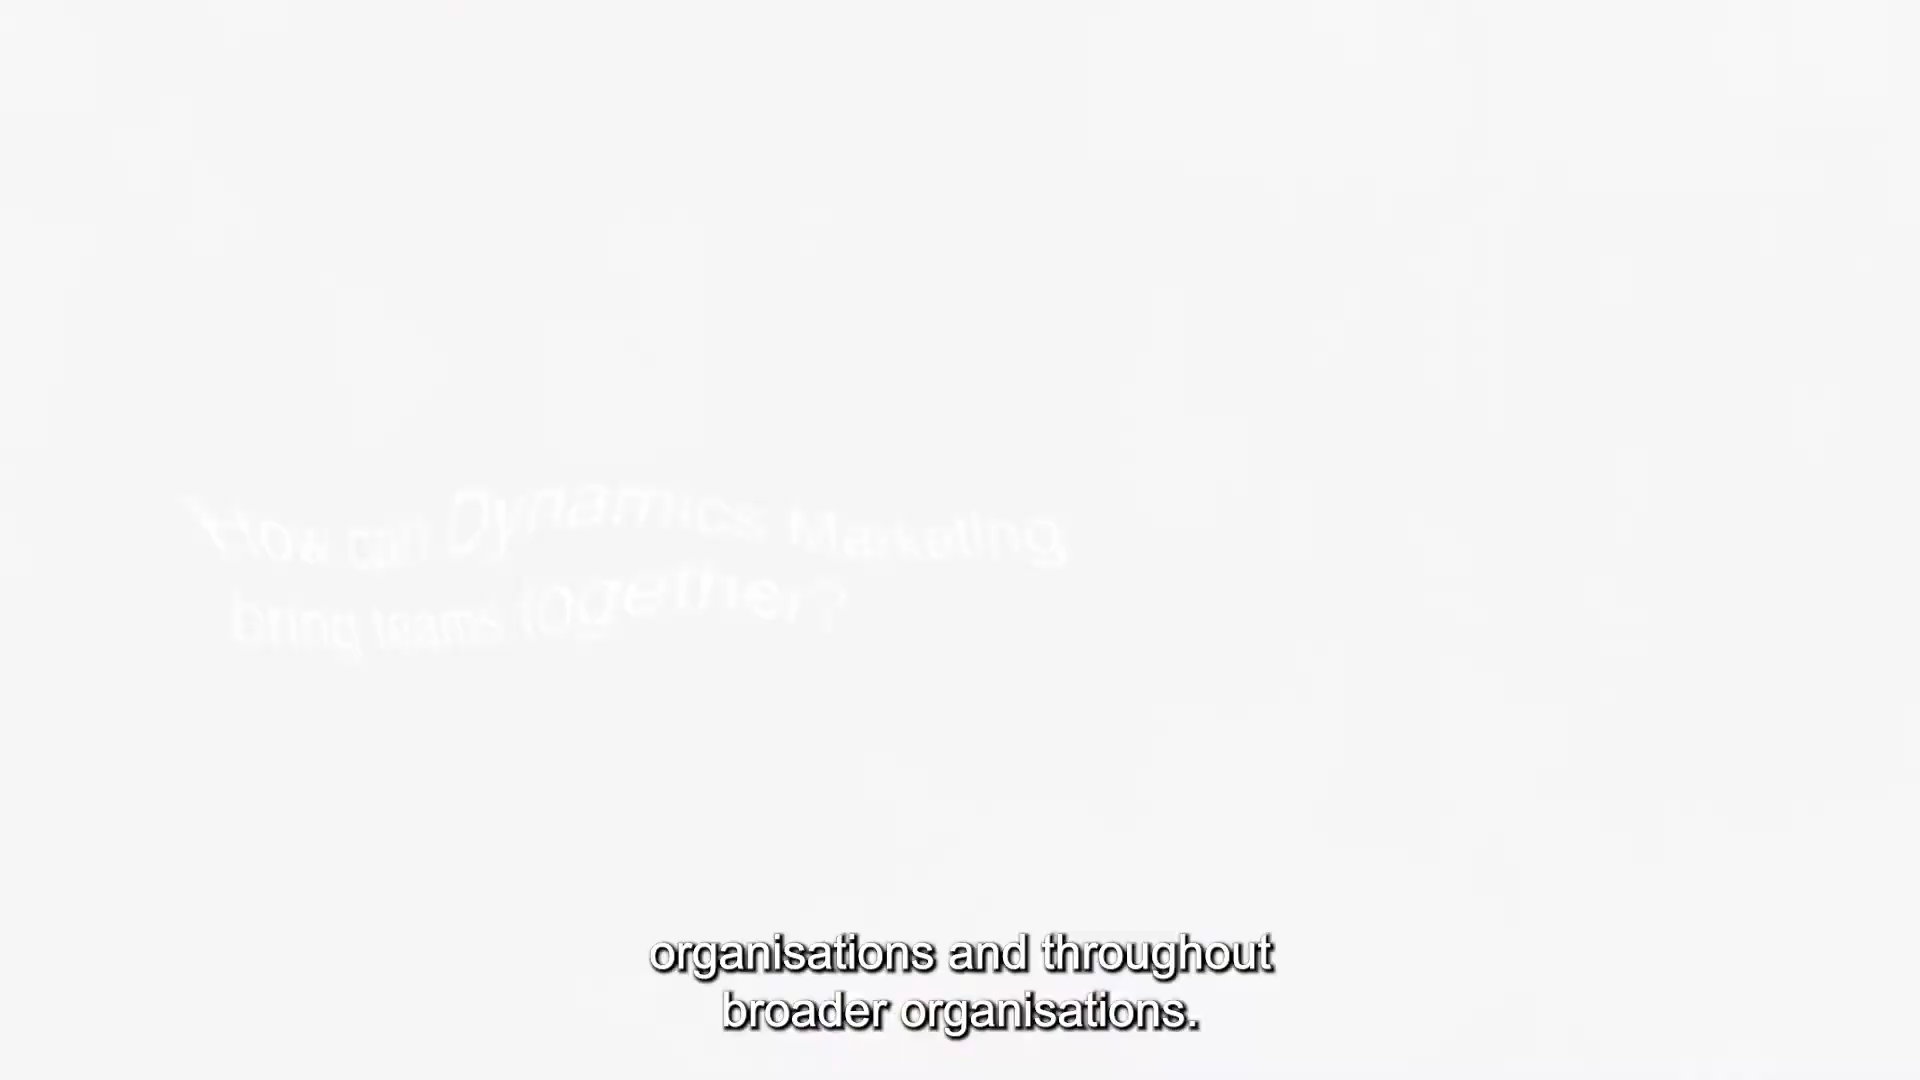 How can Dynamics Marketing
bring teams together?
organisations and throughout
broader organisations.